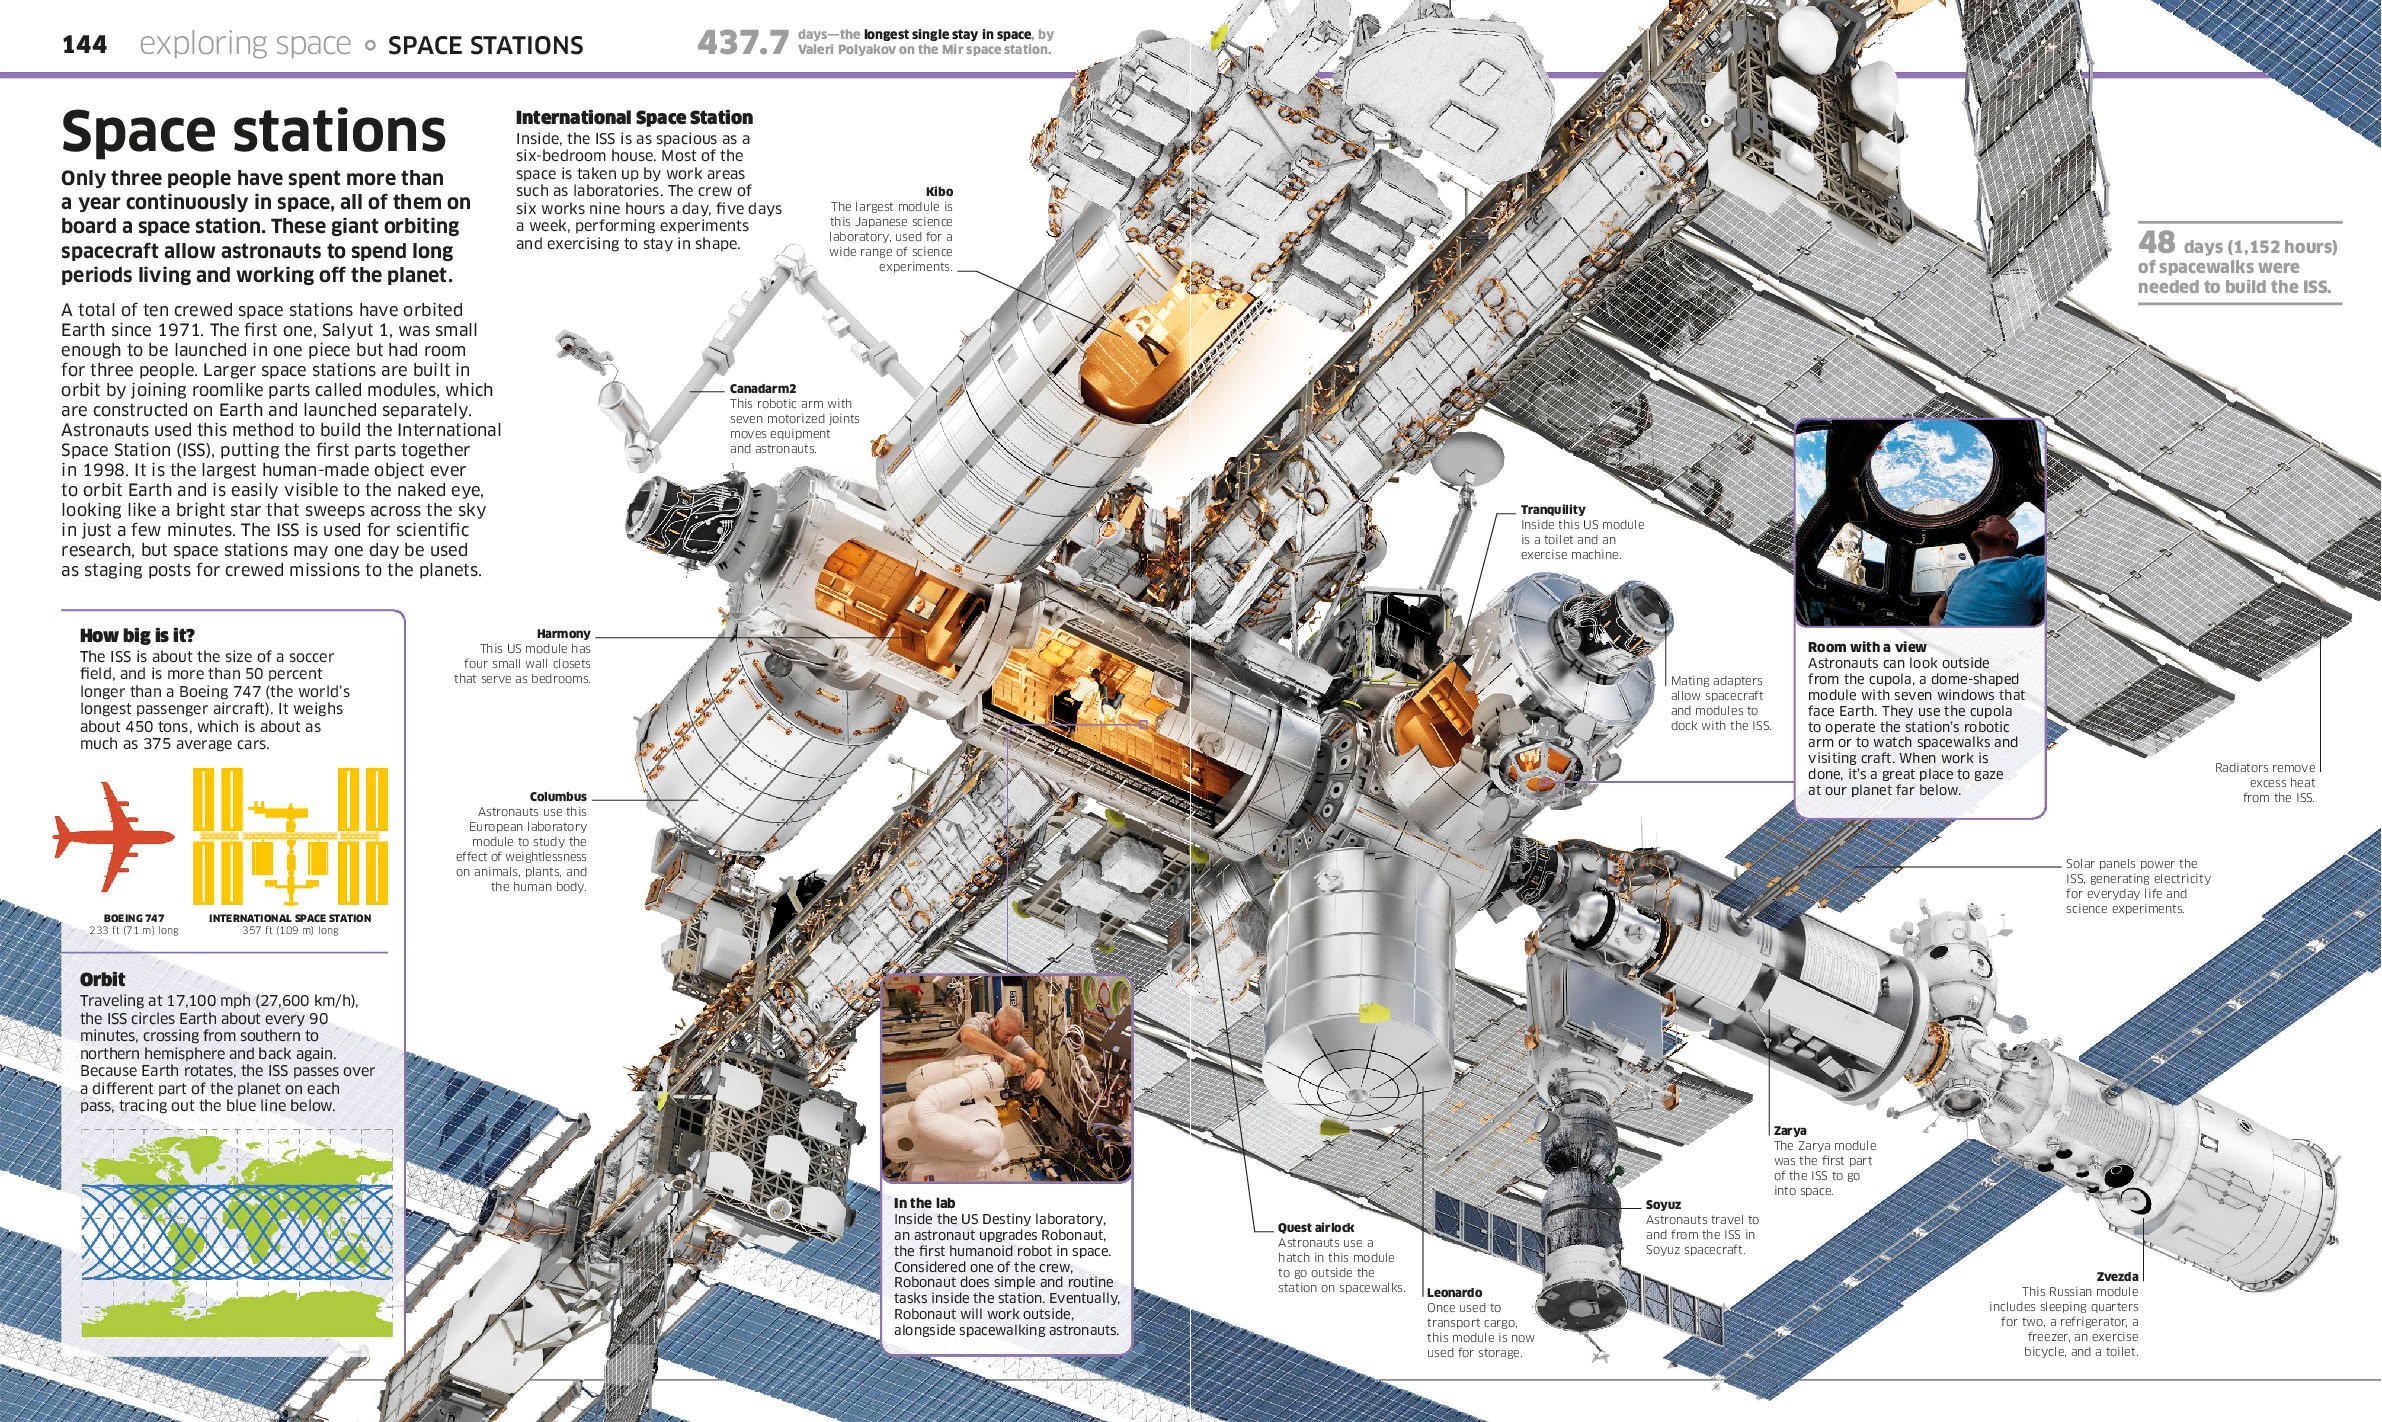 144 exploring space SPACE STATIONS
437.7 days—the longest single stay in space, by
Valeri Polyakov on the Mir space station.
Space stations
Only three people have spent more than
a year continuously in space, all of them on
board a space station. These giant orbiting
spacecraft allow astronauts to spend long
periods living and working off the planet.
A total of ten crewed space stations have orbited
Earth since 1971. The first one, Salyut 1, was small
enough to be launched in one piece but had room
for three people. Larger space stations are built in
orbit by joining roomlike parts called modules, which
are constructed on Earth and launched separately.
Astronauts used this method to build the International
Space Station (ISS), putting the first parts together
in 1998. It is the largest human-made object ever
to orbit Earth and is easily visible to the naked eye,
looking like a bright star that sweeps across the sky
in just a few minutes. The ISS is used for scientific
research, but space stations may one day be used
as staging posts for crewed missions to the planets.
International Space Station
Inside, the ISS is as spacious as a
six-bedroom house. Most of the
space is taken up by work areas
such as laboratories. The crew of
six works nine hours a day, five days
a week, performing experiments
and exercising to stay in shape.
Kibo
The largest module is
this Japanese science
laboratory, used for a
wide range of science
experiments.
Canadarm2
This robotic arm with
seven motorized joints
moves equipment
and astronauts.
48 days (1,152 hours)
of spacewalks were
needed to build the ISS.
Tranquility
Inside this US module
is a toilet and an
exercise machine.
Mating adapters
allow spacecraft
and modules to
dock with the ISS.
Room with a view
Astronauts can look outside
from the cupola, a dome-shaped
module with seven windows that
face Earth. They use the cupola
to operate the station's robotic
arm or to watch spacewalks and
visiting craft. When work is
done, it's a great place to gaze
at our planet far below.
Radiators remove
excess heat
from the ISS.
Solar panels power the
ISS, generating electricity
for everyday life and
science experiments.
Harmony
This US module has
four small wall closets
that serve as bedrooms.
Columbus
Astronauts use this
European laboratory
module to study the
effect of weightlessness
on animals, plants, and
the human body.
How big is it?
The ISS is about the size of a soccer
field, and is more than 50 percent
longer than a Boeing 747 (the world's
longest passenger aircraft). It weighs
about 450 tons, which is about as
much as 375 average cars.
BOEING 747
233 ft (71 m) long
INTERNATIONAL SPACE STATION
357 ft (109 m) long
Orbit
Traveling at 17,100 mph (27,600 km/h),
the ISS circles Earth about every 90
minutes, crossing from southern to
northern hemisphere and back again.
Because Earth rotates, the ISS passes over
a different part of the planet on each
pass, tracing out the blue line below.
In the lab
Inside the US Destiny laboratory,
an astronaut upgrades Robonaut,
the first humanoid robot in space.
Considered one of the crew,
Robonaut does simple and routine
tasks inside the station. Eventually,
Robonaut will work outside,
alongside spacewalking astronauts.
Quest airlock
Astronauts use a
hatch in this module
to go outside the
station on spacewalks.
Leonardo
Once used to
transport cargo,
this module is now
used for storage.
Soyuz
Astronauts travel to
and from the ISS in
Soyuz spacecraft.
Zarya
The Zarya module
was the first part
of the ISS to go
into space.
Zvezda
This Russian module
includes sleeping quarters
for two, a refrigerator, a
freezer, an exercise
bicycle, and a toilet.